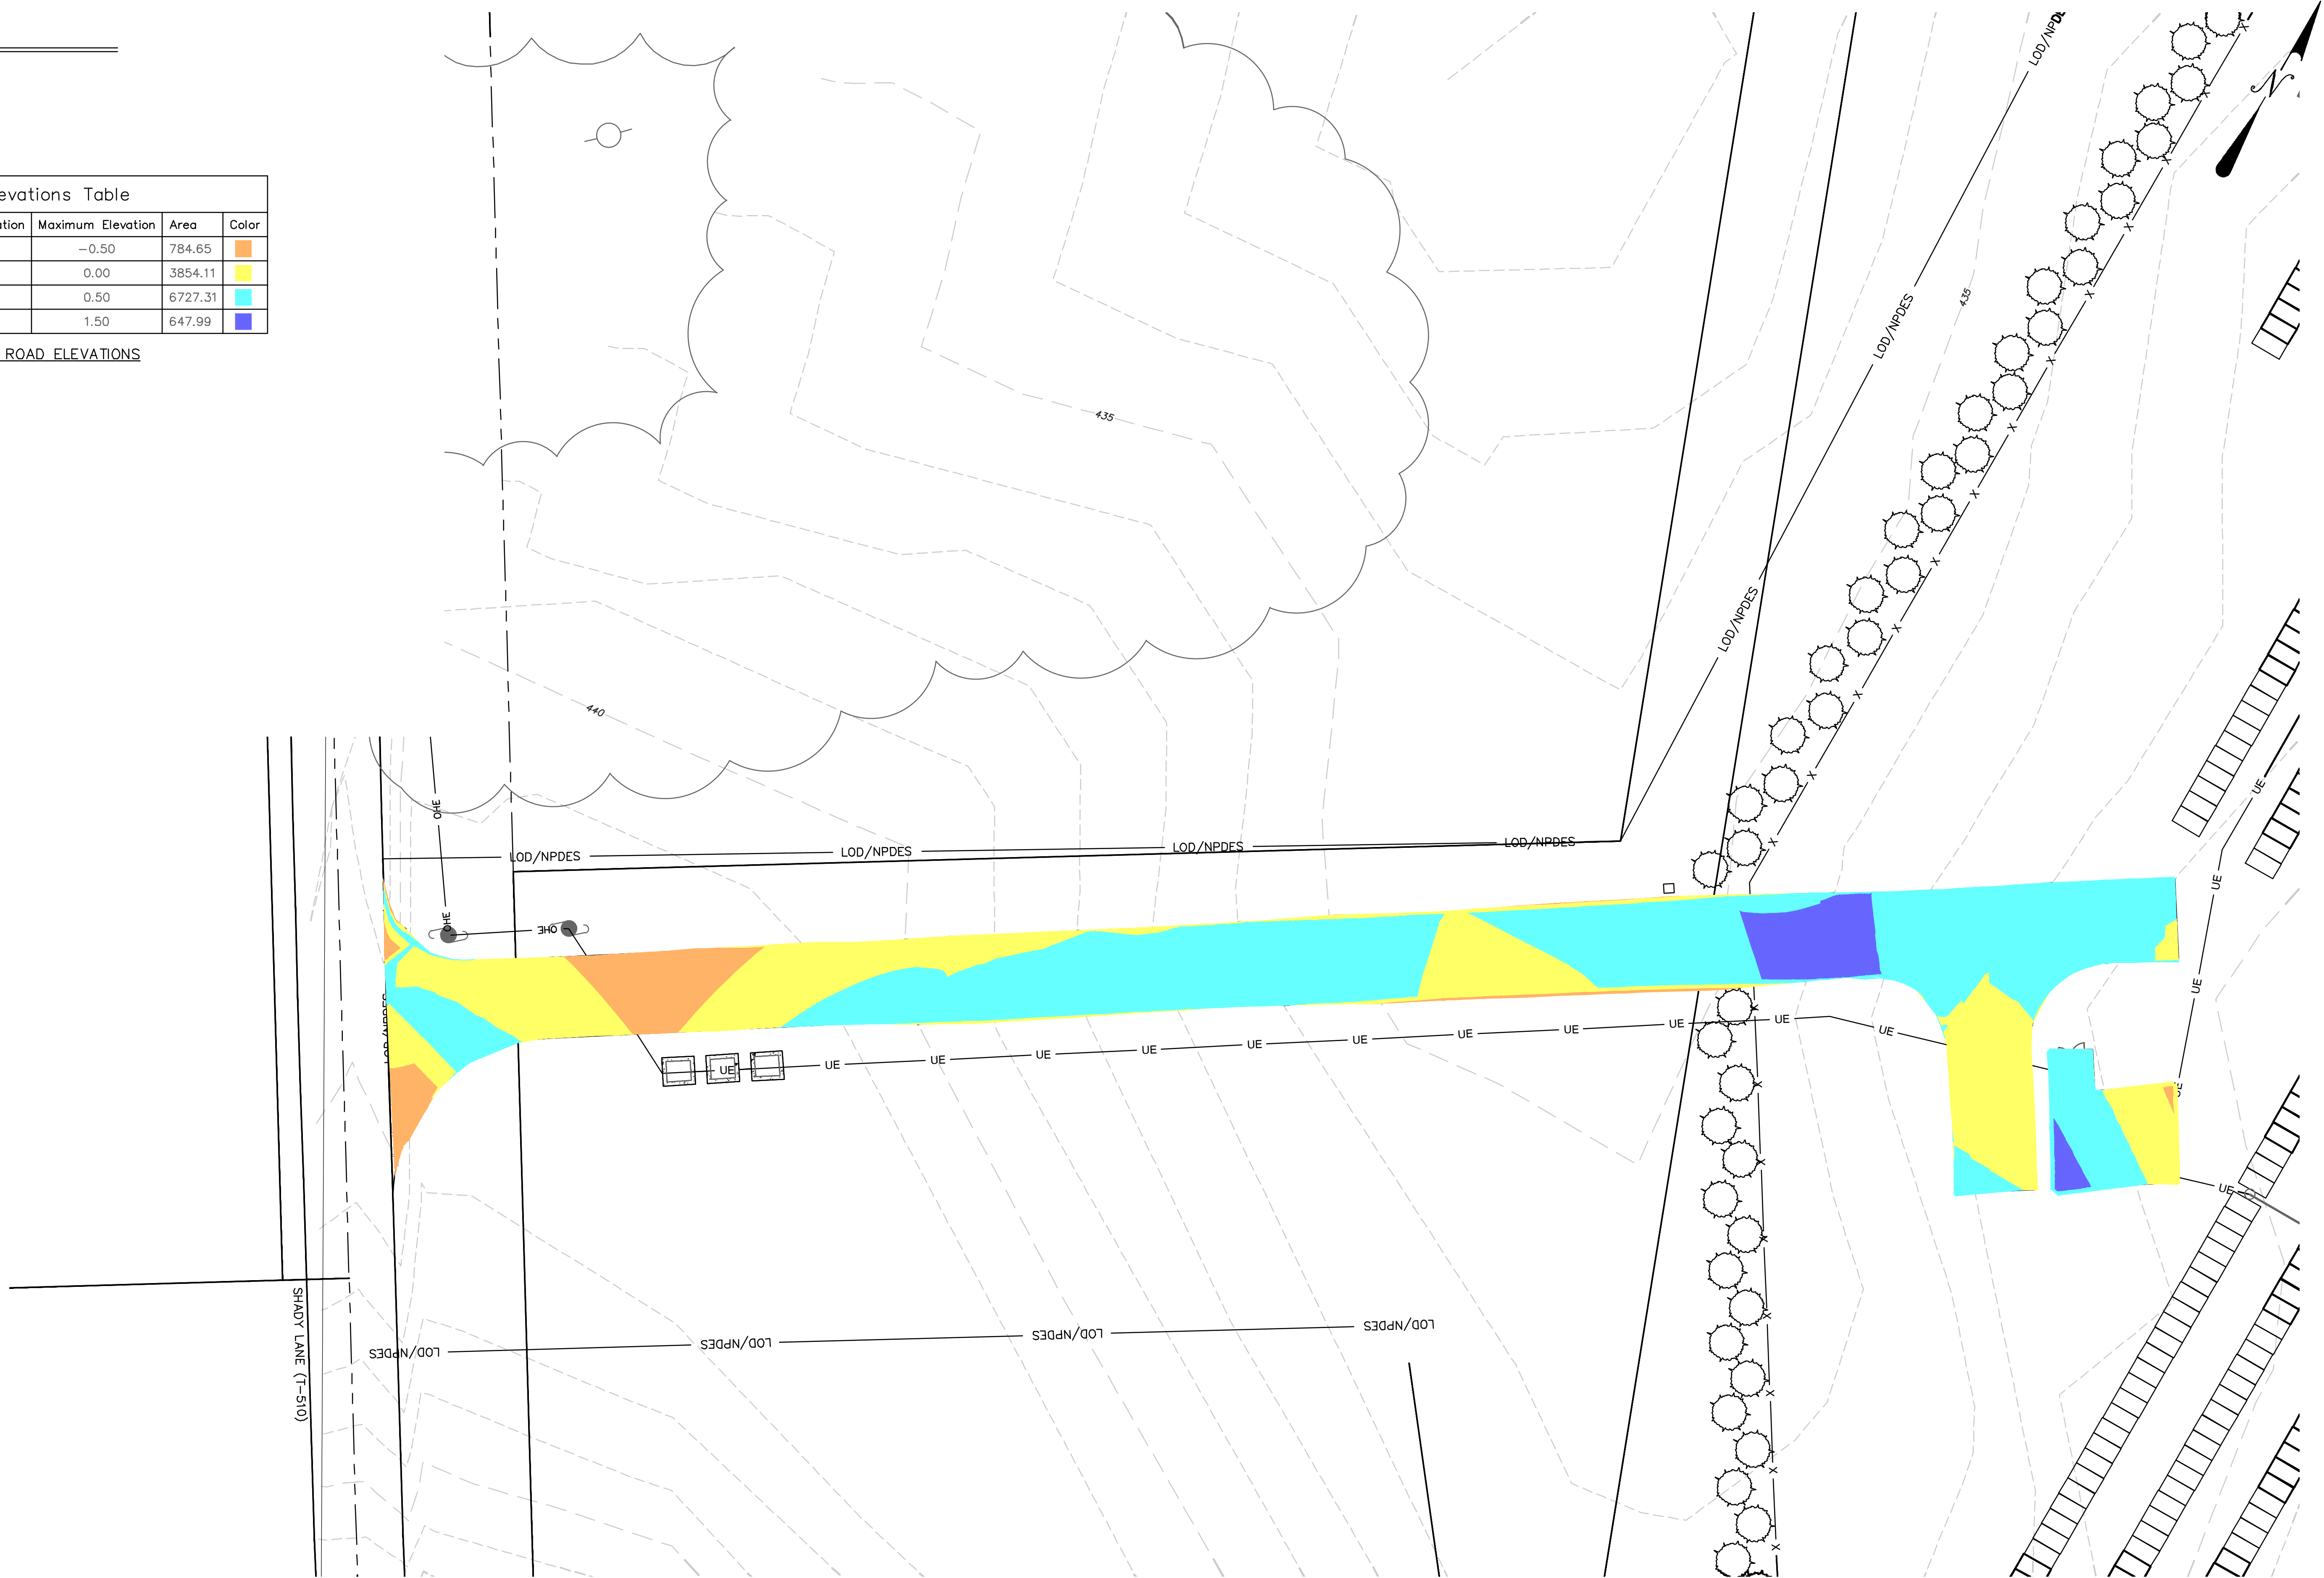 evations Table
ation Maximum Elevation Area Color
−0.50 784.65
0.00 3854.11
0.50 6727.31
1.50 647.99
ROAD ELEVATIONS
LOD/NPDES
N
435
LOD/NPDES
435
LOD/NPDES
440
UE
OHE
LOD/NPDES LOD/NPDES LOD/NPDES LOD/NPDES
UE
OHE
OHE
UE
UE UE UE UE UE UE UE UE UE UE UE UE
UE
SHADY LANE (T-510)
LOD/NPDES LOD/NPDES LOD/NPDES LOD/NPDES
X